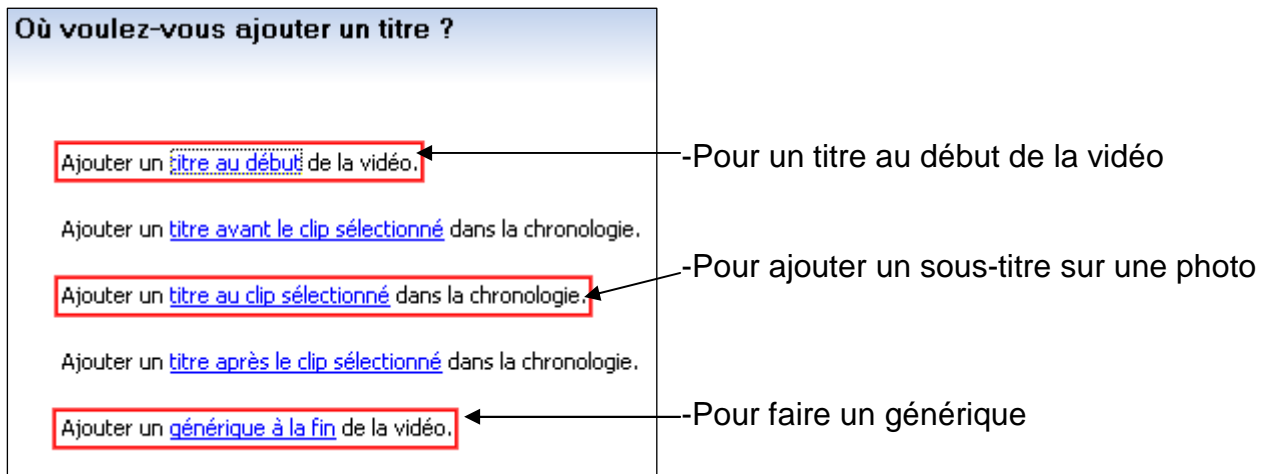 Où voulez-vous ajouter un titre ?
Ajouter un titre au début de la vidéo.
-Pour un titre au début de la vidéo
Ajouter un titre avant le clip sélectionné dans la chronologie.
-Pour ajouter un sous-titre sur une photo
Ajouter un titre au clip sélectionné dans la chronologie.
Ajouter un titre après le clip sélectionné dans la chronologie.
-Pour faire un générique
Ajouter un générique à la fin de la vidéo.